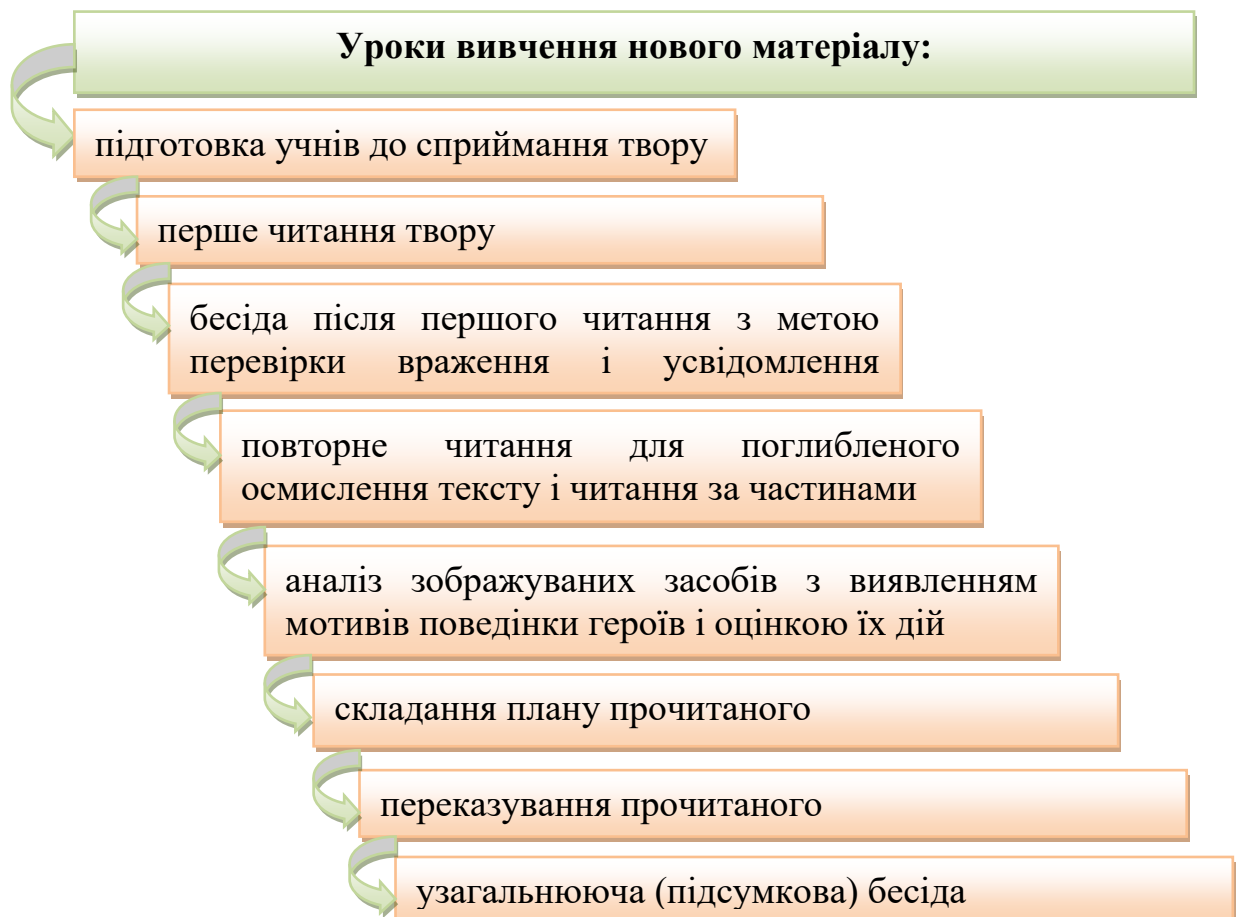 Уроки вивчення нового матеріалу:
підготовка учнів до сприймання твору
перше читання твору
бесіда після першого читання з метою
перевірки враження і усвідомлення
повторне читання для поглибленого
осмислення тексту і читання за частинами
аналіз зображуваних засобів з виявленням
мотивів поведінки героїв і оцінкою їх дій
складання плану прочитаного
переказування прочитаного
узагальнююча (підсумкова) бесіда